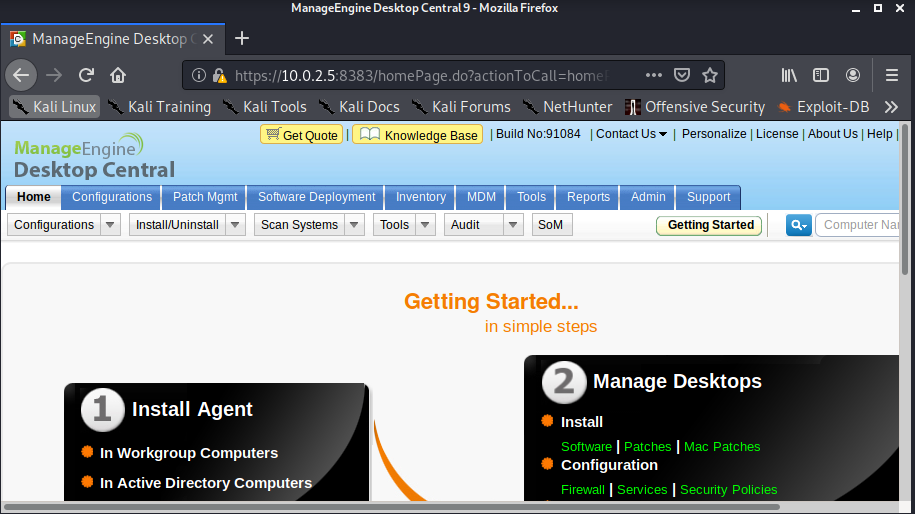 ManageEngine Desktop Central 9 - Mozilla Firefox
ManageEngine Desktop C
https://10.0.2.5:8383/homePage.do?actionToCall=homeP
Kali Linux Kali Training Kali Tools Kali Docs Kali Forums NetHunter Offensive Security Exploit-DB
Get Quote | Knowledge Base | Build No:91084 | Contact Us | Personalize | License | About Us | Help |
ManageEngine
Desktop Central
Home Configurations Patch Mgmt Software Deployment Inventory MDM Tools Reports Admin Support
Configurations Install/Uninstall Scan Systems Tools Audit SoM Getting Started Computer Nar
Getting Started...
in simple steps
1 Install Agent
In Workgroup Computers
In Active Directory Computers
2 Manage Desktops
Install
Software | Patches | Mac Patches
Configuration
Firewall | Services | Security Policies